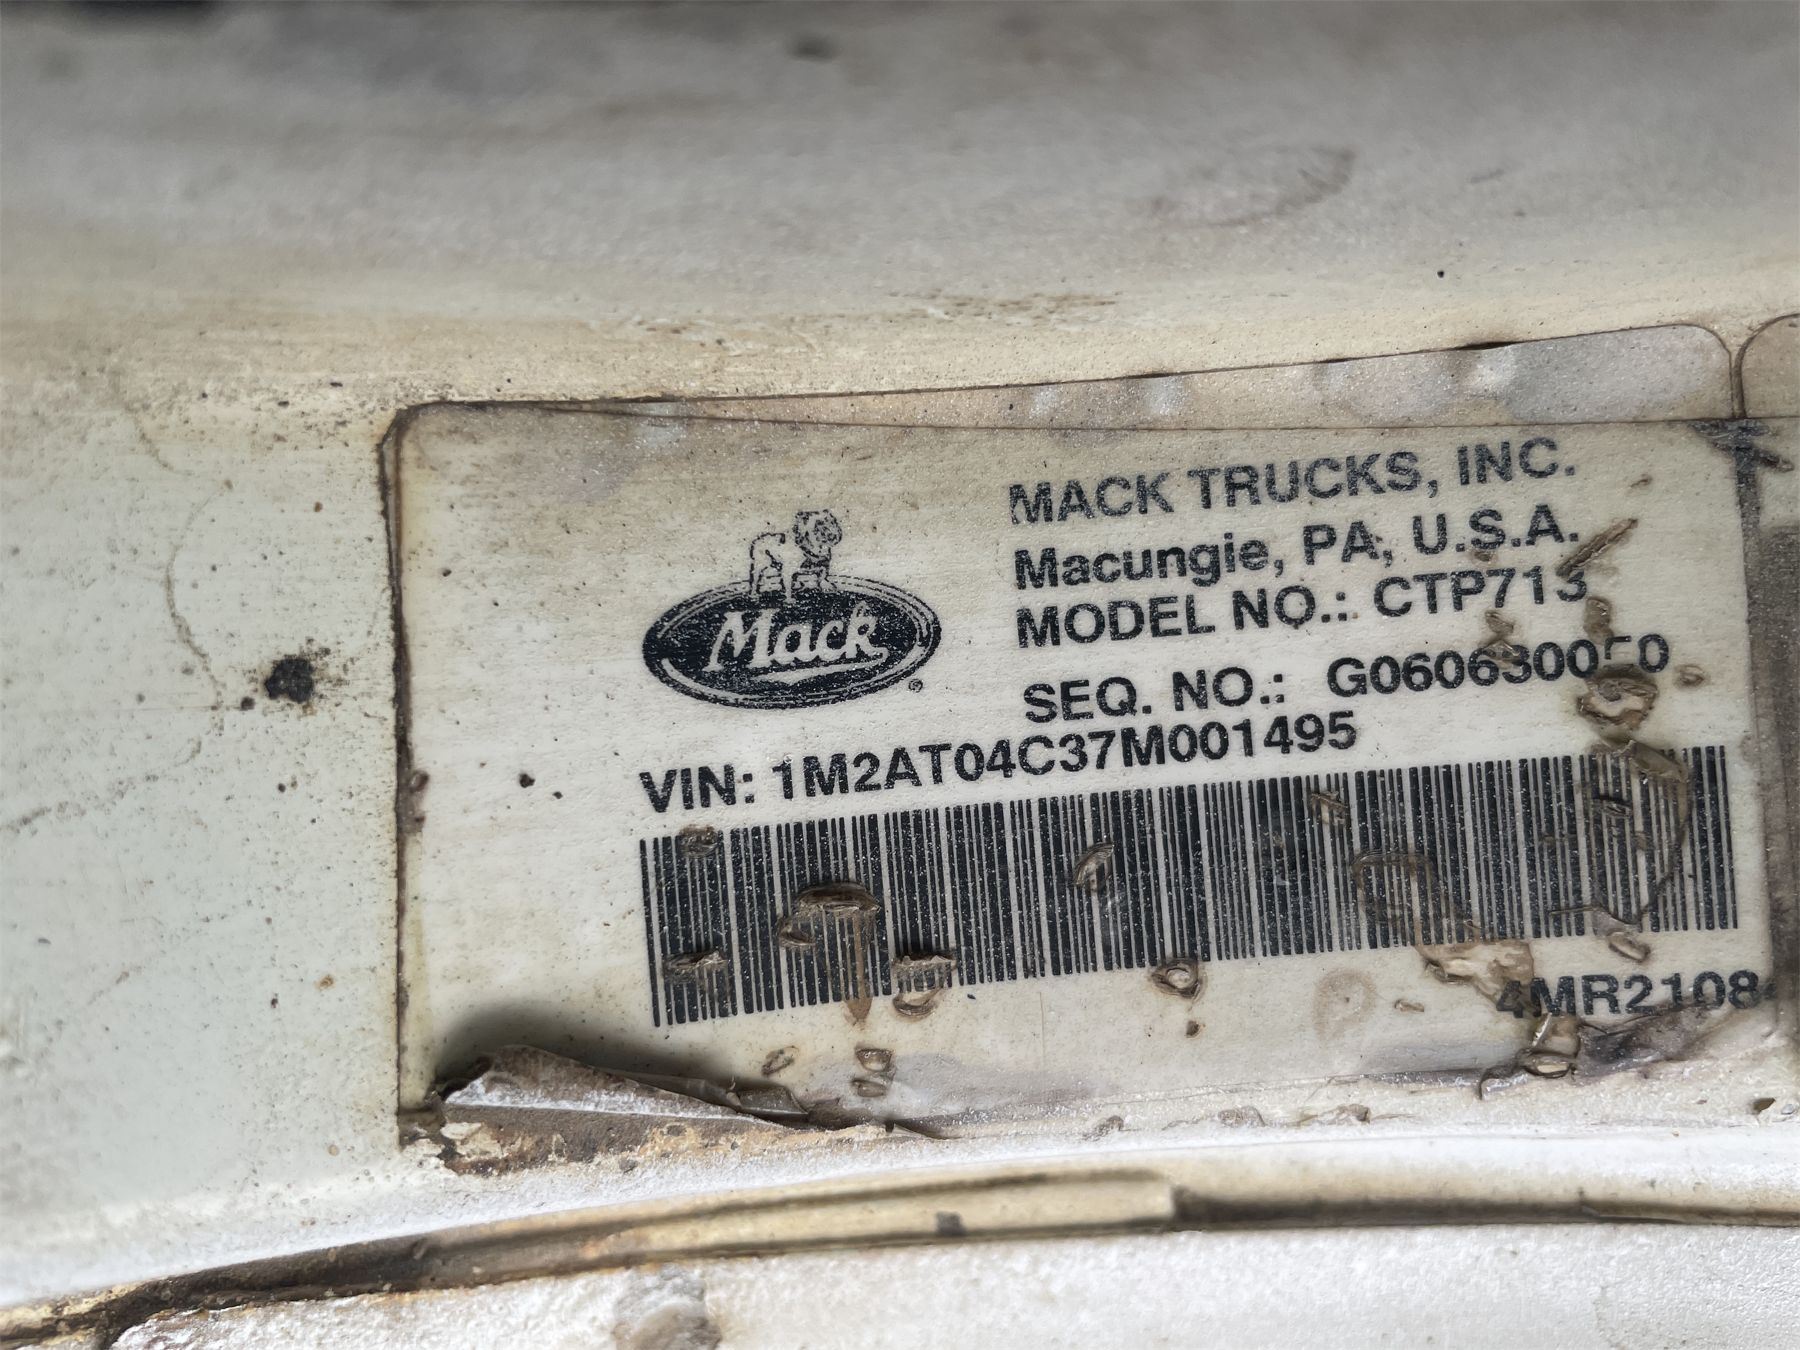 MACK TRUCKS, INC.
Macungie, PA, U.S.A.
MODEL NO.: CTP713
Mack
®
SEQ. NO.:
VIN: 1M2AT04C37M001495